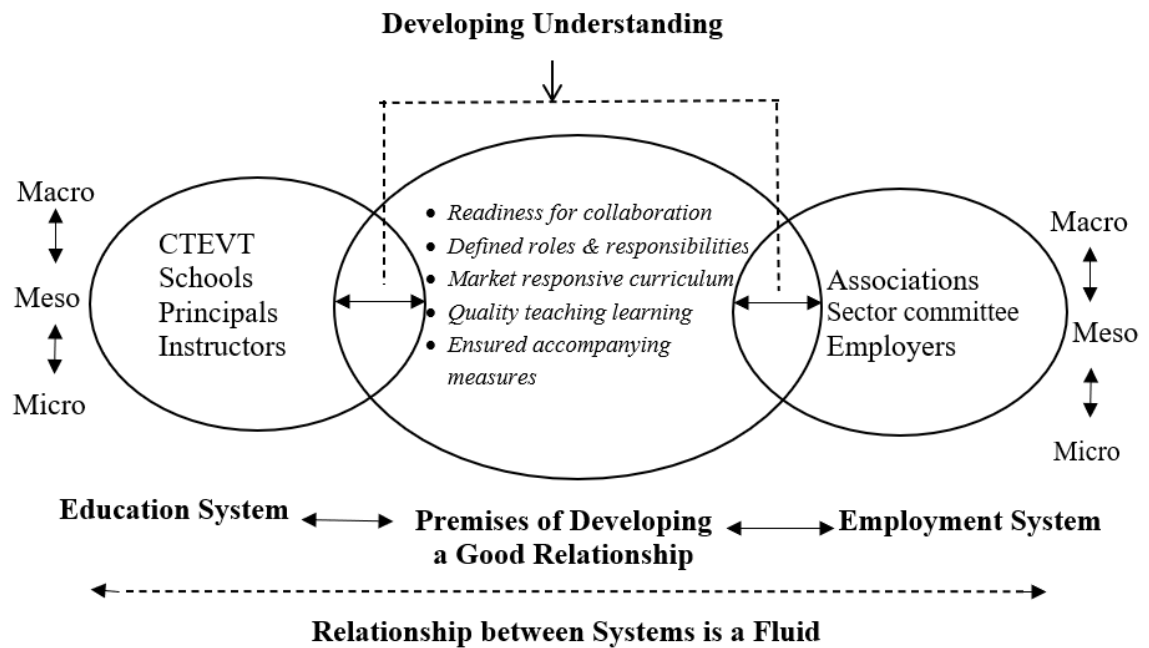 Developing Understanding
Macro
Meso
Micro
CTEVT
Schools
Principals
Instructors
• Readiness for collaboration
• Defined roles & responsibilities
• Market responsive curriculum
• Quality teaching learning
• Ensured accompanying
measures
Associations
Sector committee
Employers
Macro
Meso
Micro
Education System
Premises of Developing
a Good Relationship
Employment System
Relationship between Systems is a Fluid